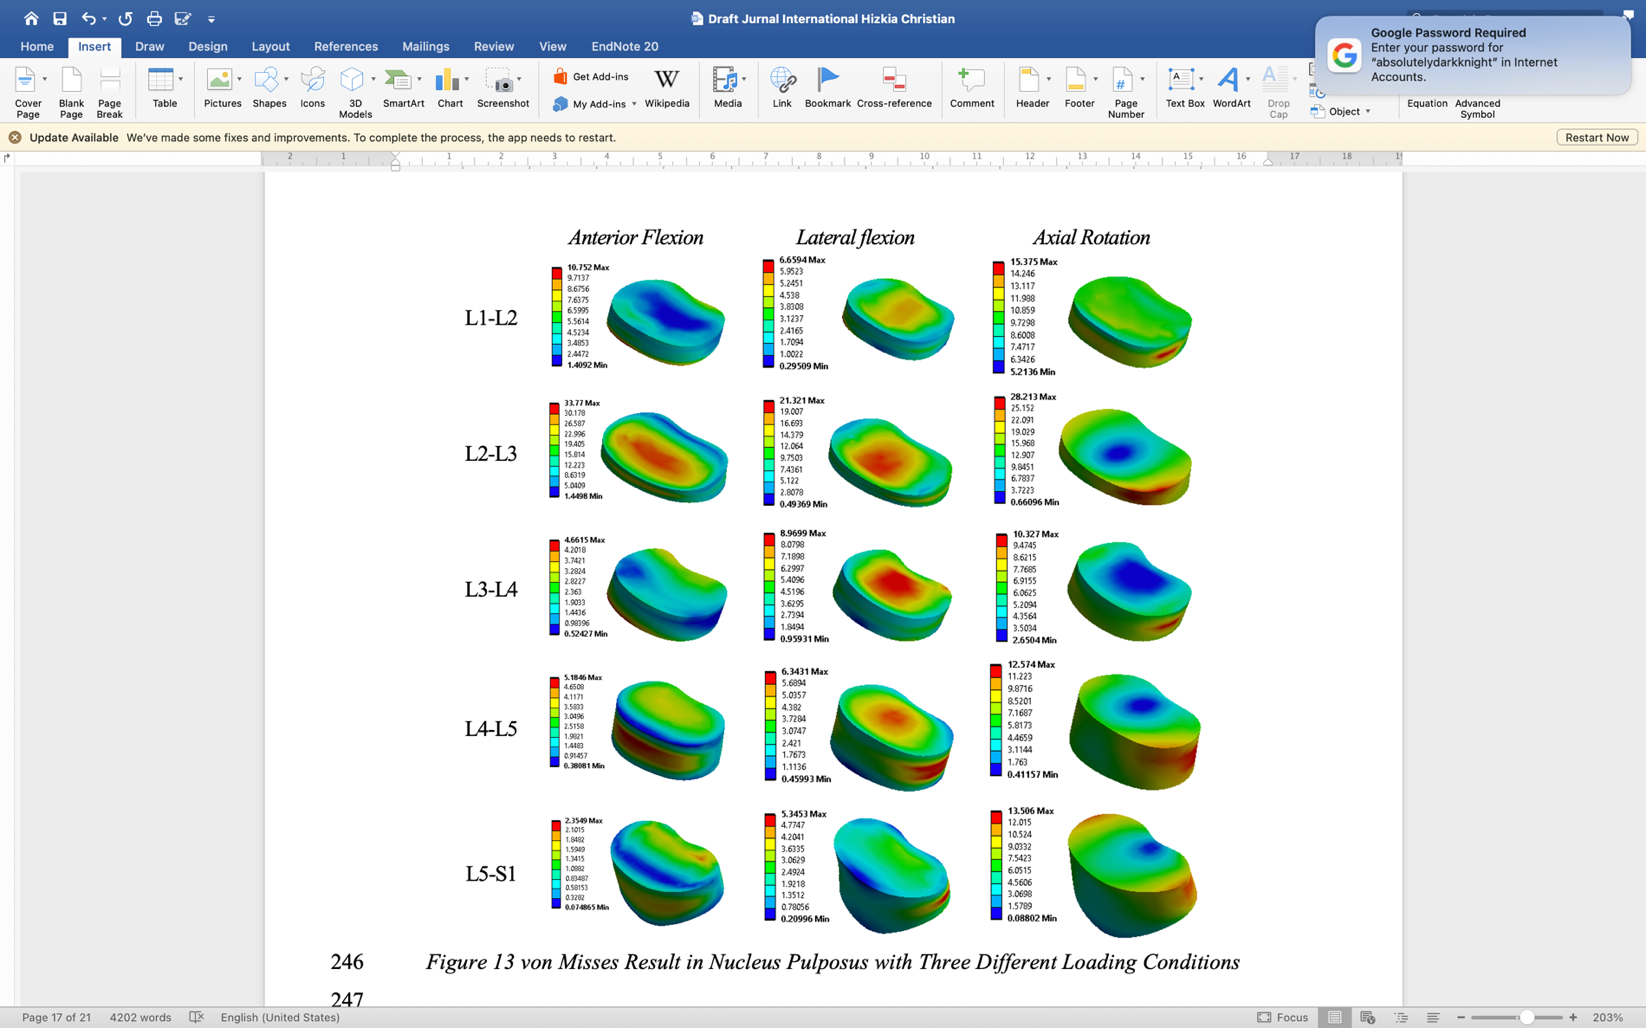 Draft Jurnal International Hizkia Christian
Google Password Required
Enter your password for
“absolutelydarkknight” in Internet
Accounts.
Home Insert Draw Design Layout References Mailings Review View EndNote 20
Cover Page
Blank Page
Page Break
Table
Pictures
Shapes
Icons
3D Models
SmartArt
Chart
Screenshot
Get Add-ins
My Add-ins
W
Wikipedia
Media
Link
Bookmark
Cross-reference
Comment
Header
Footer
Page Number
Text Box
WordArt
Drop Cap
Object
Equation
Advanced Symbol
Update Available We've made some fixes and improvements. To complete the process, the app needs to restart.
Restart Now
2 1 1 2 3 4 5 6 7 8 9 10 11 12 13 14 15 16 17 18
Anterior Flexion Lateral flexion Axial Rotation
L1-L2
10.752 Max
9.7137
8.6756
7.6375
6.5995
5.5614
4.5234
3.4853
2.4472
1.4092 Min
6.6594 Max
5.9523
5.2451
4.538
3.8308
3.1237
2.4165
1.7094
1.0022
0.29509 Min
15.375 Max
14.246
13.117
11.988
10.859
9.7298
8.6008
7.4717
6.3426
5.2136 Min
L2-L3
33.77 Max
30.178
26.587
22.996
19.405
15.814
12.223
8.6319
5.0409
1.4498 Min
21.321 Max
19.007
16.693
14.379
12.064
9.7503
7.4361
5.122
2.8078
0.49369 Min
28.213 Max
25.152
22.091
19.029
15.968
12.907
9.8451
6.7837
3.7223
0.66096 Min
L3-L4
4.6615 Max
4.2018
3.7421
3.2824
2.8227
2.363
1.9033
1.4436
0.98396
0.52427 Min
8.9699 Max
8.0798
7.1898
6.2997
5.4096
4.5196
3.6295
2.7394
1.8494
0.95931 Min
10.327 Max
9.4745
8.6215
7.7685
6.9155
6.0625
5.2094
4.3564
3.5034
2.6504 Min
L4-L5
5.1846 Max
4.6508
4.1171
3.5833
3.0496
2.5158
1.9821
1.4483
0.91457
0.38081 Min
6.3431 Max
5.6894
5.0357
4.382
3.7284
3.0747
2.421
1.7673
1.1136
0.45993 Min
12.574 Max
11.223
9.8716
8.5201
7.1687
5.8173
4.4659
3.1144
1.763
0.41157 Min
L5-S1
2.3549 Max
2.1015
1.8482
1.5949
1.3415
1.0882
0.83487
0.58153
0.3282
0.074865 Min
5.3453 Max
4.7747
4.2041
3.6335
3.0629
2.4924
1.9218
1.3512
0.78056
0.20996 Min
13.506 Max
12.015
10.524
9.0332
7.5423
6.0515
4.5606
3.0698
1.5789
0.08802 Min
246 Figure 13 von Misses Result in Nucleus Pulposus with Three Different Loading Conditions
247
Page 17 of 21 4202 words English (United States) Focus 203%